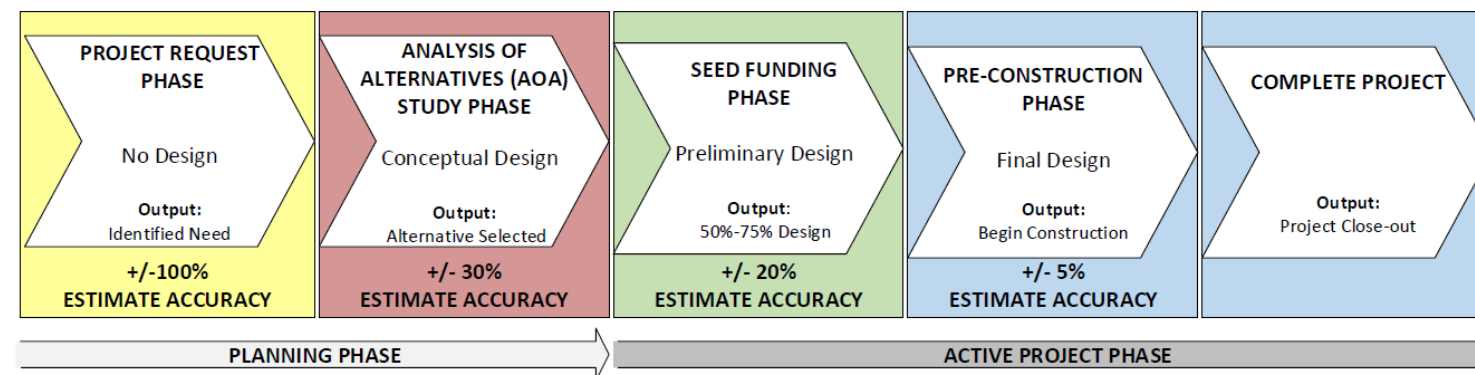 PROJECT REQUEST
PHASE
No Design
Output:
Identified Need
+/-100%
ESTIMATE ACCURACY
ANALYSIS OF
ALTERNATIVES (AOA)
STUDY PHASE
Conceptual Design
Output:
Alternative Selected
+/- 30%
ESTIMATE ACCURACY
SEED FUNDING
PHASE
Preliminary Design
Output:
50%-75% Design
+/- 20%
ESTIMATE ACCURACY
PRE-CONSTRUCTION
PHASE
Final Design
Output:
Begin Construction
+/- 5%
ESTIMATE ACCURACY
COMPLETE PROJECT
Output:
Project Close-out
PLANNING PHASE
ACTIVE PROJECT PHASE